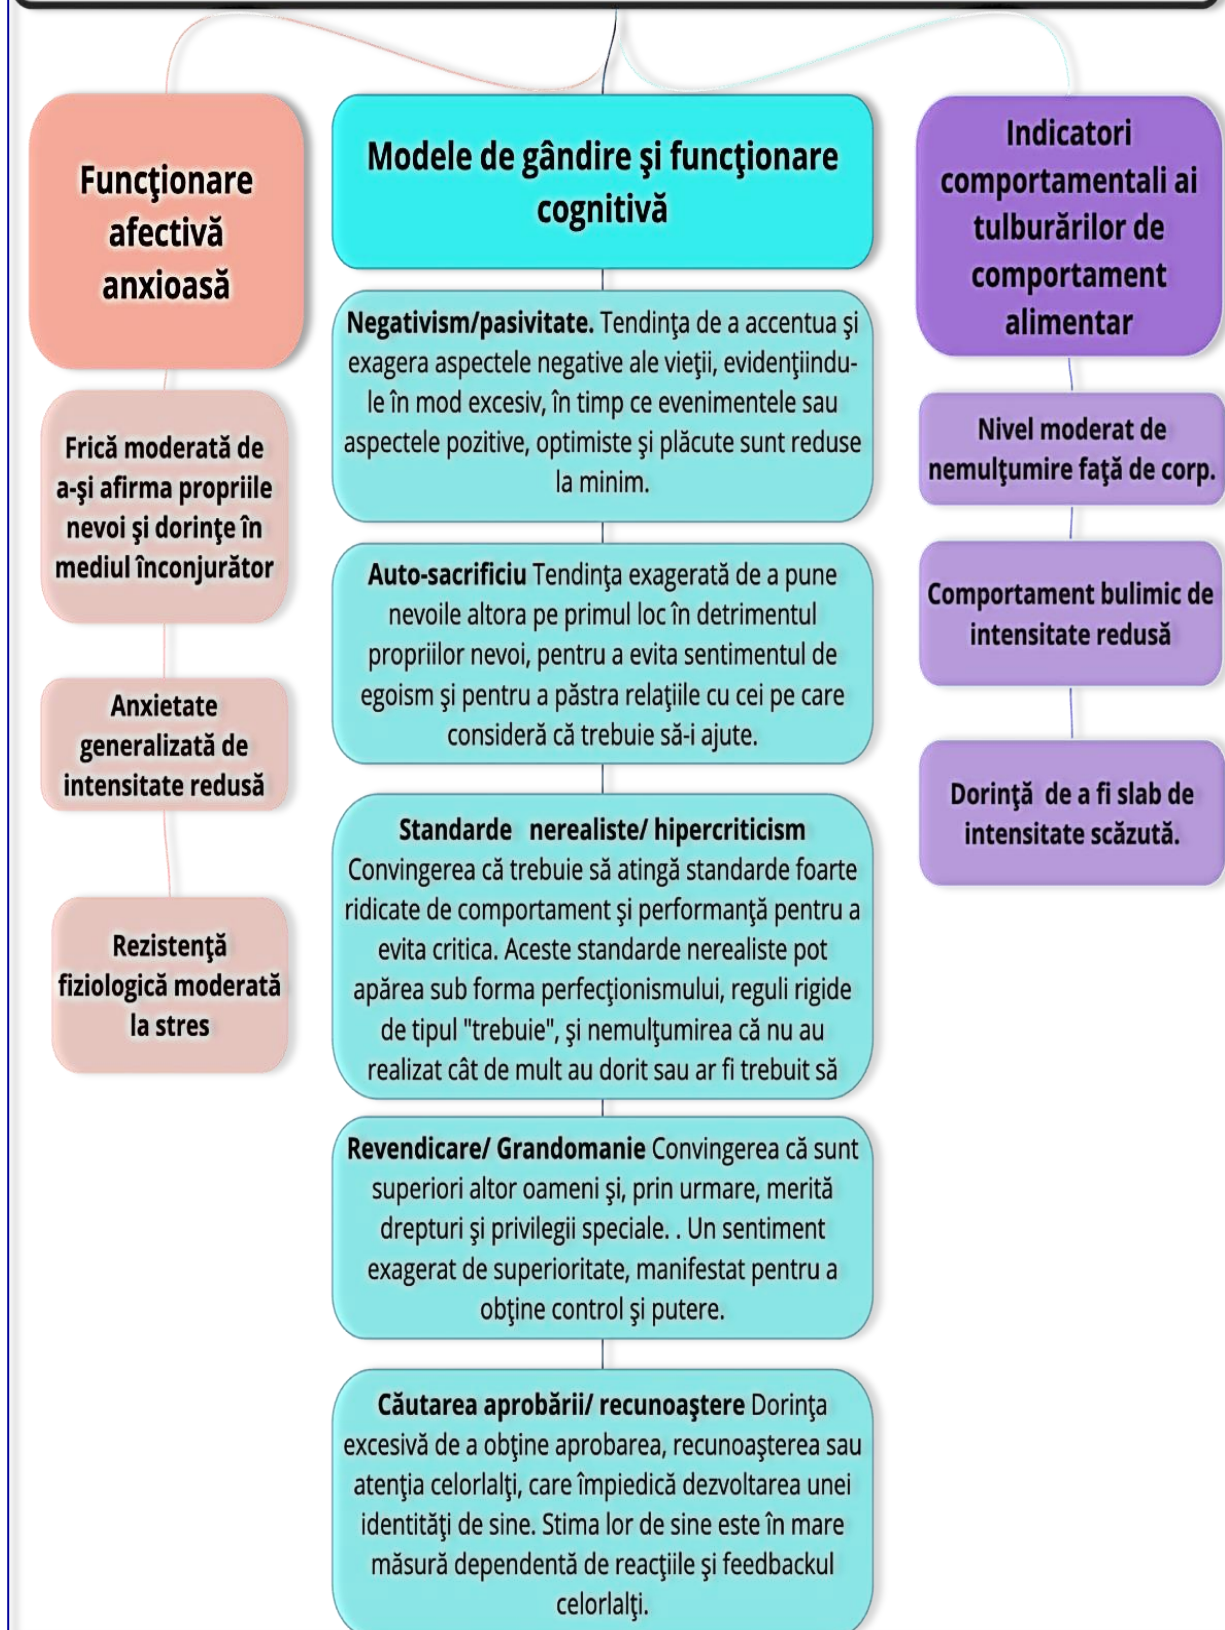 Funcţionare
afectivă
anxioasă
Frică moderată de
a-şi afirma propriile
nevoi şi dorinţe în
mediul înconjurător
Anxietate
generalizată de
intensitate redusă
Rezistenţă
fiziologică moderată
la stres
Modele de gândire şi funcţionare
cognitivă
Negativism/pasivitate. Tendinţa de a accentua şi
exagera aspectele negative ale vieţii, evidenţiindu-
le în mod excesiv, în timp ce evenimentele sau
aspectele pozitive, optimiste şi plăcute sunt reduse
la minim.
Auto-sacrificiu Tendinţa exagerată de a pune
nevoile altora pe primul loc în detrimentul
propriilor nevoi, pentru a evita sentimentul de
egoism şi pentru a păstra relaţiile cu cei pe care
consideră că trebuie să-i ajute.
Standarde nerealiste/ hipercriticism
Convingerea că trebuie să atingă standarde foarte
ridicate de comportament şi performanţă pentru a
evita critica. Aceste standarde nerealiste pot
apărea sub forma perfecţionismului, reguli rigide
de tipul "trebuie", şi nemulţumirea că nu au
realizat cât de mult au dorit sau ar fi trebuit să
Revendicare/ Grandomanie Convingerea că sunt
superiori altor oameni şi, prin urmare, merită
drepturi şi privilegii speciale. . Un sentiment
exagerat de superioritate, manifestat pentru a
obţine control şi putere.
Căutarea aprobării/ recunoaştere Dorinţa
excesivă de a obţine aprobarea, recunoaşterea sau
atenţia celorlalţi, care împiedică dezvoltarea unei
identităţi de sine. Stima lor de sine este în mare
măsură dependentă de reacţiile şi feedbackul
celorlalţi.
Indicatori
comportamentali ai
tulburărilor de
comportament
alimentar
Nivel moderat de
nemulţumire faţă de corp.
Comportament bulimic de
intensitate redusă
Dorinţă de a fi slab de
intensitate scăzută.